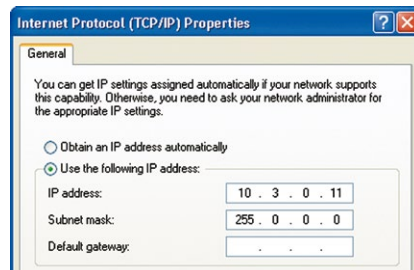 Internet Protocol (TCP/IP) Properties
General
You can get IP settings assigned automatically if your network supports
this capability. Otherwise, you need to ask your network administrator for
the appropriate IP settings.
Obtain an IP address automatically
Use the following IP address:
IP address: 10 . 3 . 0 . 11
Subnet mask: 255 . 0 . 0 . 0
Default gateway: . . .